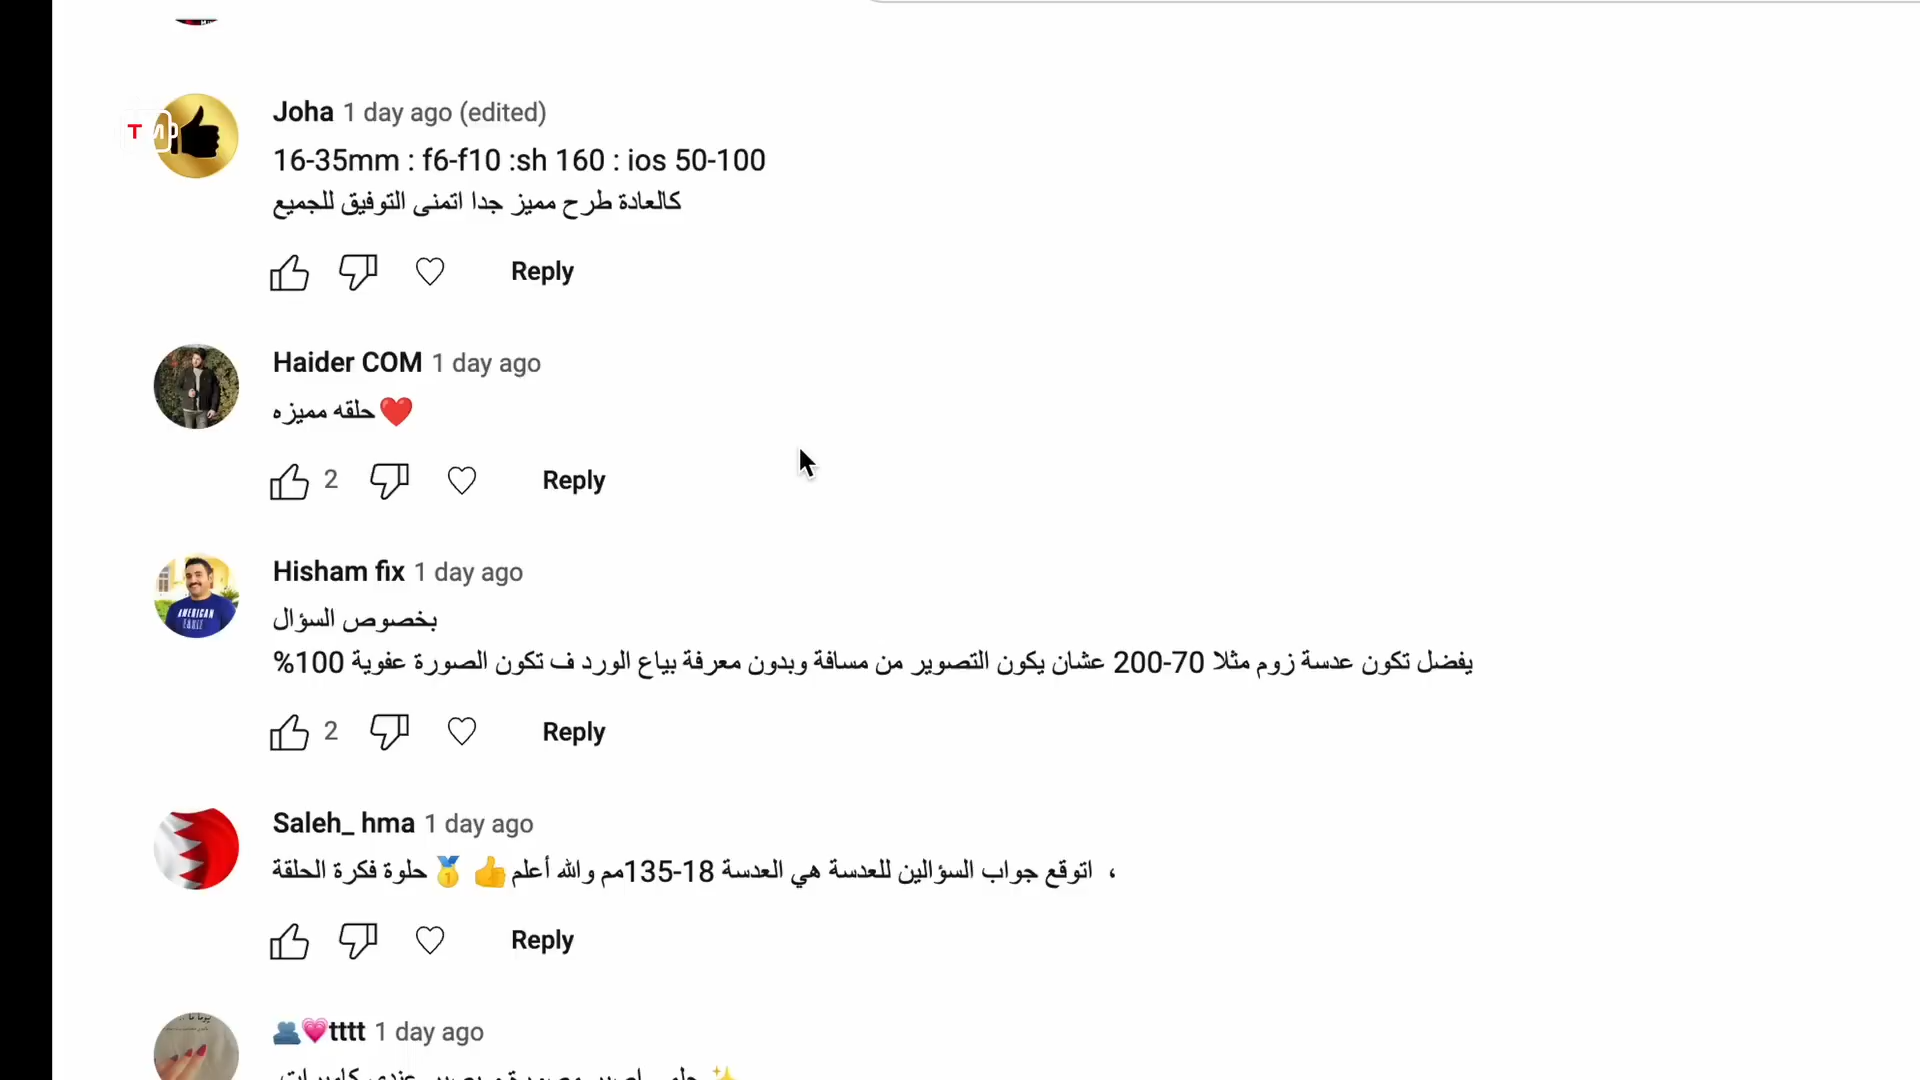 Joha 1 day ago (edited)
16-35mm : f6-f10 :sh 160 : ios 50-100
كالعادة طرح مميز جدا اتمنى التوفيق للجميع
Reply
Haider COM 1 day ago
حلقه مميزه❤️
2 Reply
AMERICAN
Hisham fix 1 day ago
بخصوص السؤال
يفضل تكون عدسة زوم مثلا 70-200 عشان يكون التصوير من مسافة وبدون معرفة بياع الورد ف تكون الصورة عفوية 100%
2 Reply
Saleh_ hma 1 day ago
، اتوقع جواب السؤالين للعدسة هي العدسة 18-135مم والله أعلم👍🥇حلوة فكرة الحلقة
Reply
🫂💗tttt 1 day ago